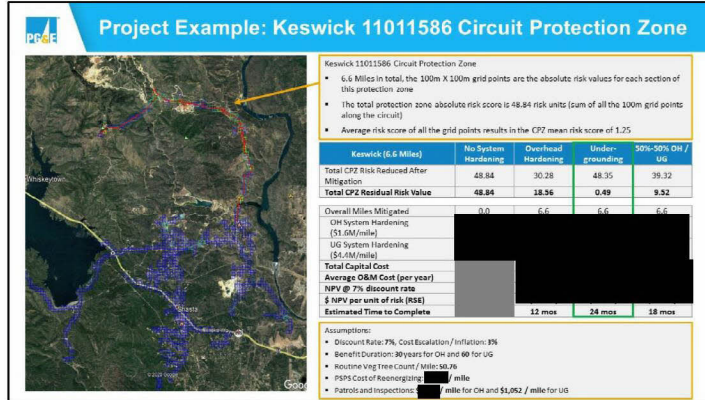 PG&E
Project Example: Keswick 11011586 Circuit Protection Zone
Whiskeytown
Shasta
Keswick 11011586 Circuit Protection Zone
▪ 6.6 Miles in total, the 100m X 100m grid points are the absolute risk values for each section of
this protection zone
▪ The total protection zone absolute risk is 48.84 risk units (sum of all the 100m grid points
along the circuit)
▪ Average risk score of all the grid points results in the CPZ mean risk score of 1.25
Keswick (6.6 Miles) No System Hardening Overhead Hardening Under-grounding 50%-50% OH / UG
Total CPZ Risk Reduced After Mitigation 48.84 30.28 48.35 39.32
Total CPZ Residual Risk Value 48.84 18.56 0.49 9.52
Overall Miles Mitigated 0.0 6.6 6.6 6.6
OH System Hardening
($1.6M/mile)
UG System Hardening
($4.4M/mile)
Total Capital Cost
Average O&M Cost (per year)
NPV @ 7% discount rate
$ NPV per unit of risk (RSE)
Estimated Time to Complete 12 mos 24 mos 18 mos
Assumptions:
▪ Discount Rate: 7%, Cost Escalation / Inflation: 3%
▪ Benefit Duration: 30 years for OH and 60 for UG
▪ Routine Veg Tree Count / Mile: 50.76
▪ PSPS Cost of Reenergizing: / mile
▪ Patrols and Inspections: $ / mile for OH and $1,052 / mile for UG